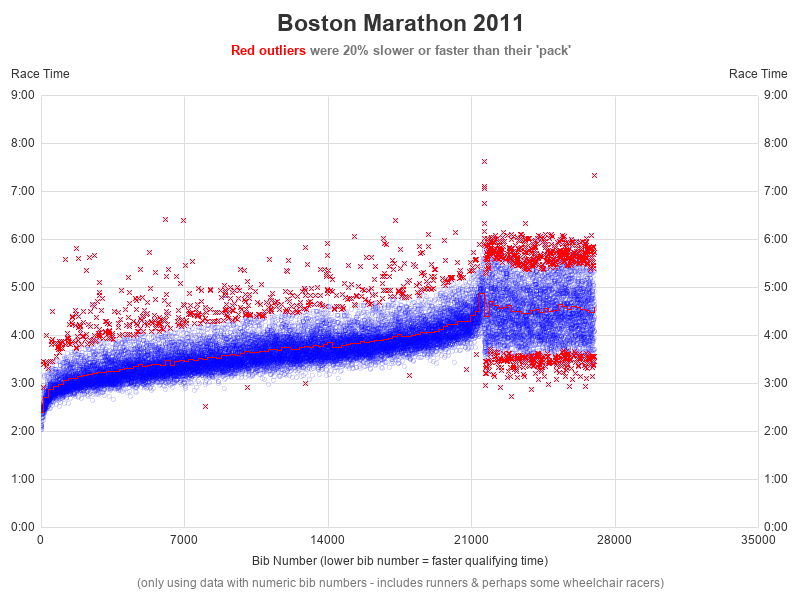 Boston Marathon 2011
Red outliers were 20% slower or faster than their 'pack'
Race Time Race Time
9:00 9:00
8:00 8:00
7:00 7:00
6:00 6:00
5:00 5:00
4:00 4:00
3:00 3:00
2:00 2:00
1:00 1:00
0:00 0:00
0 7000 14000 21000 28000 35000
Bib Number (lower bib number = faster qualifying time)
(only using data with numeric bib numbers - includes runners & perhaps some wheelchair racers)